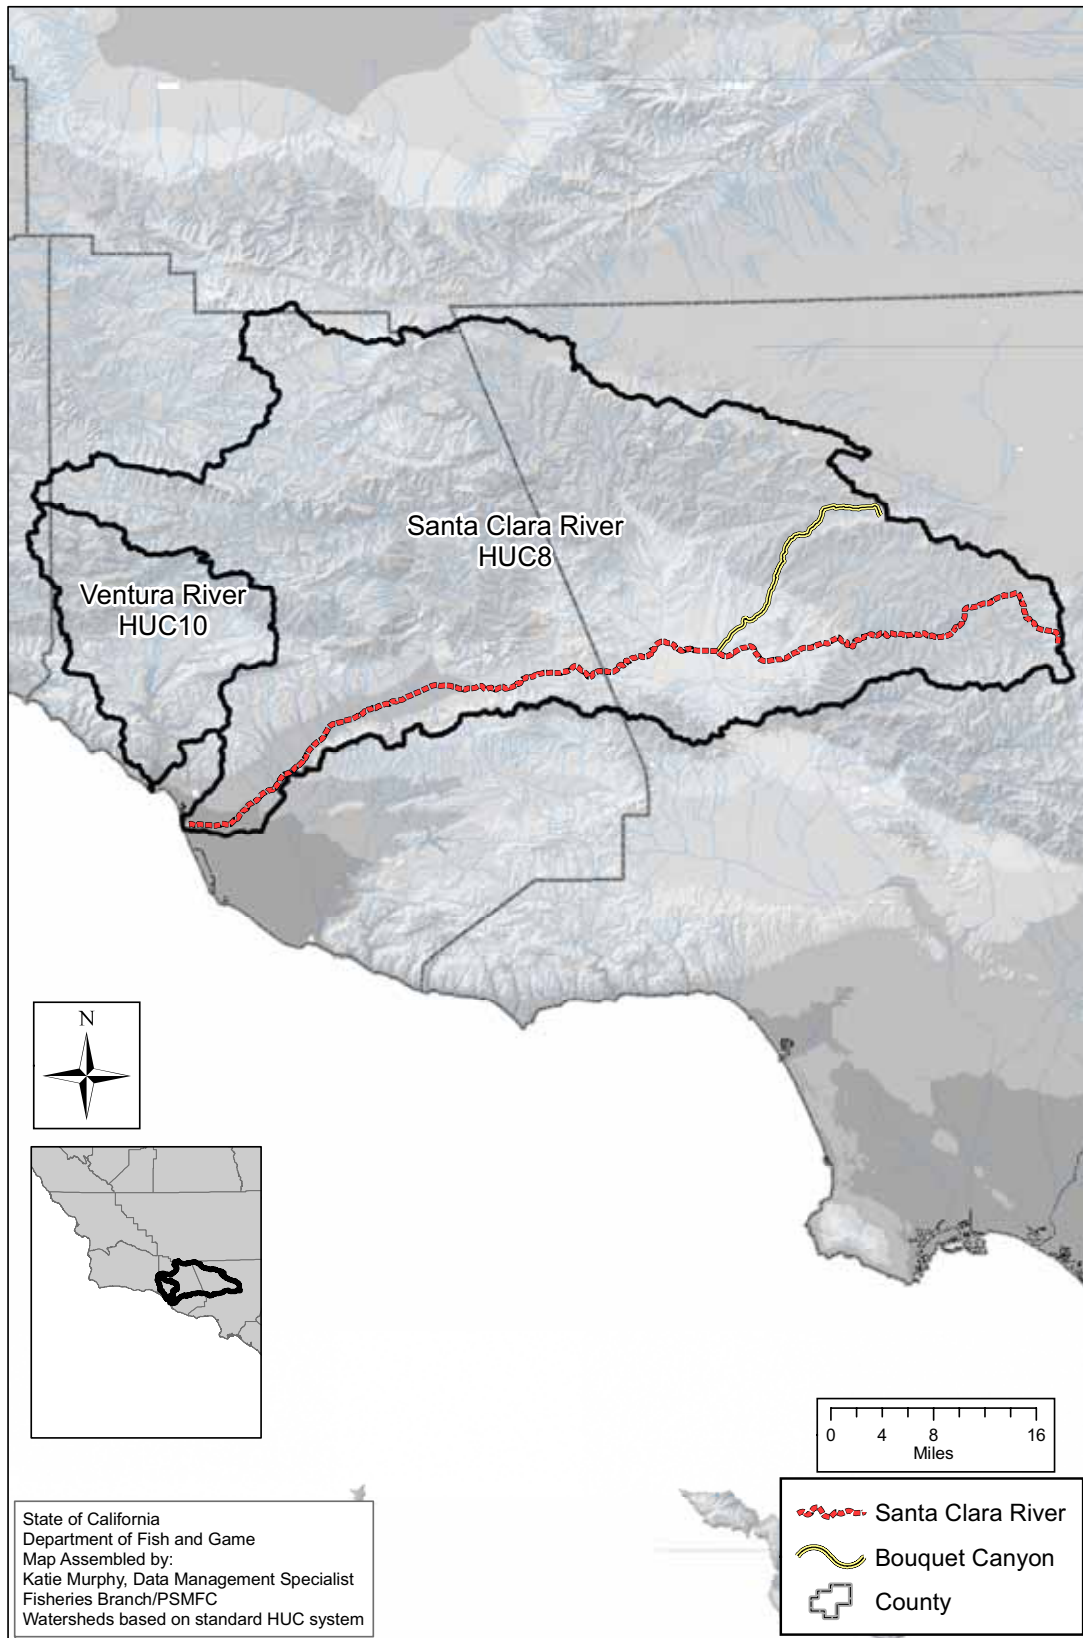 Santa Clara River
HUC8
Ventura River
HUC10
N
0 4 8 16
Miles
Santa Clara River
Bouquet Canyon
County
State of California
Department of Fish and Game
Map Assembled by:
Katie Murphy, Data Management Specialist
Fisheries Branch/PSMFC
Watersheds based on standard HUC system